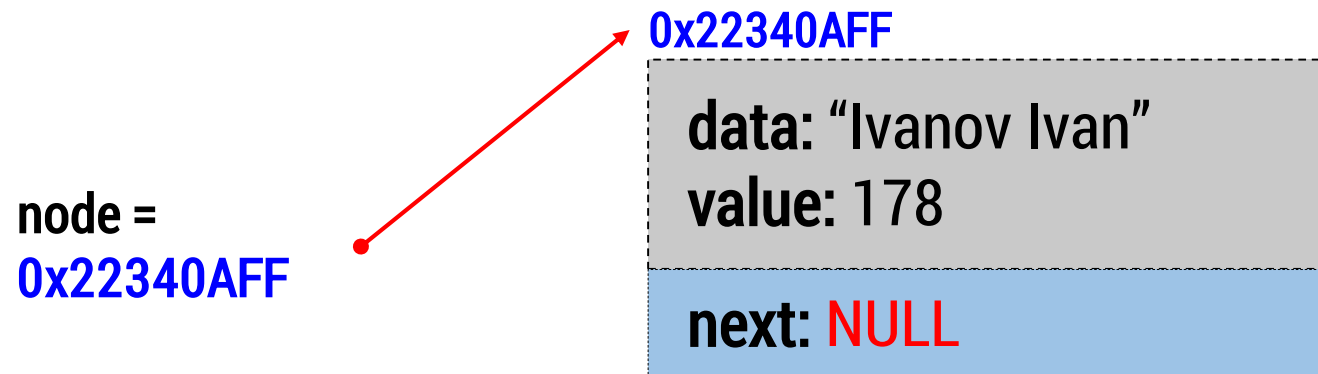 0x22340AFF
data: “Ivanov Ivan”
value: 178
node =
0x22340AFF
next: NULL